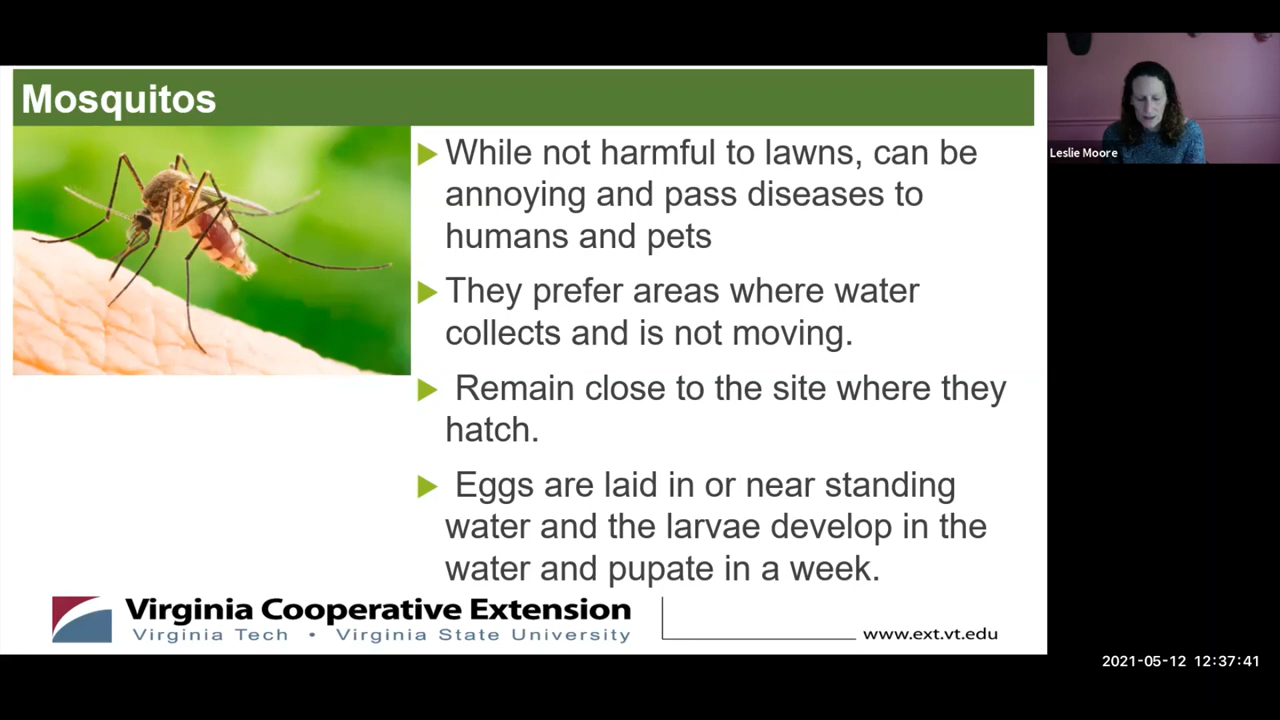 Mosquitos
While not harmful to lawns, can be
annoying and pass diseases to
humans and pets
They prefer areas where water
collects and is not moving.
Remain close to the site where they
hatch.
Eggs are laid in or near standing
water and the larvae develop in the
water and pupate in a week.
Virginia Cooperative Extension
Virginia Tech • Virginia State University
www.ext.vt.edu
Leslie Moore
2021-05-12 12:37:41